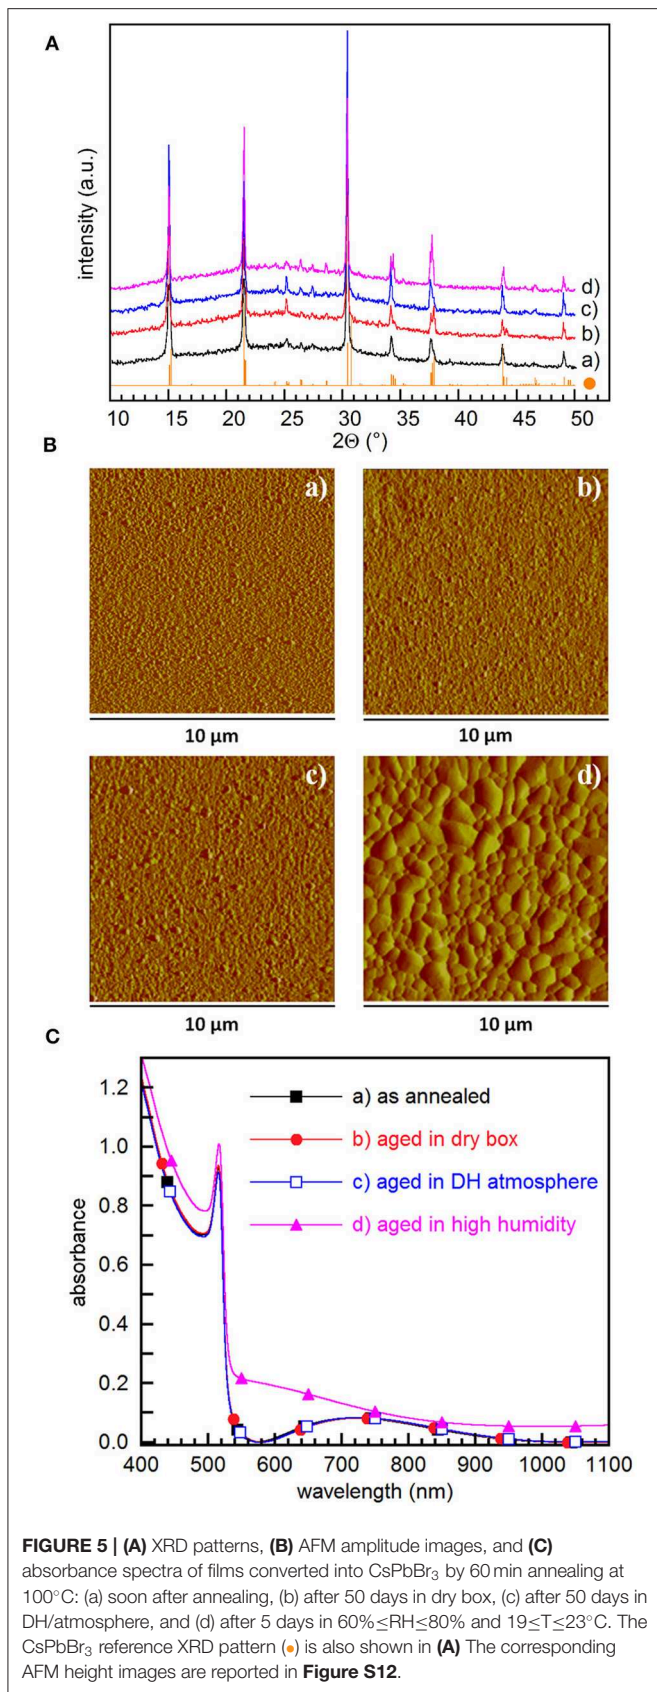 A
intensity (a.u.)
d)
c)
b)
a)
10 15 20 25 30 35 40 45 50
2Θ (°)
B
a)
b)
10 μm
10 μm
c)
d)
10 μm
10 μm
C
absorbance
1.2
1.0
0.8
0.6
0.4
0.2
0.0
a) as annealed
b) aged in dry box
c) aged in DH atmosphere
d) aged in high humidity
400 500 600 700 800 900 1000 1100
wavelength (nm)
FIGURE 5 | (A) XRD patterns, (B) AFM amplitude images, and (C)
absorbance spectra of films converted into CsPbBr₃ by 60 min annealing at
100°C: (a) soon after annealing, (b) after 50 days in dry box, (c) after 50 days in
DH/atmosphere, and (d) after 5 days in 60%≤RH≤80% and 19≤T≤23°C. The
CsPbBr₃ reference XRD pattern (●) is also shown in (A) The corresponding
AFM height images are reported in Figure S12.